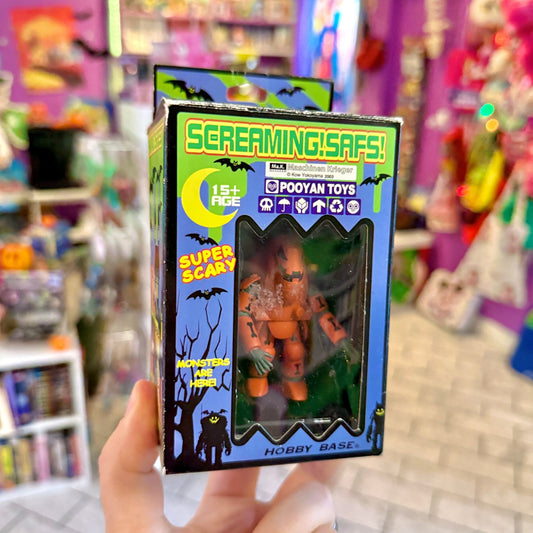 SCREAMING!SAFS!
Ma.K.
Maschinen Krieger
© Kow Yokoyama 2003
POOYAN TOYS
15+
AGE
SUPER
SCARY
MONSTERS
ARE
HERE!
HOBBY BASE®